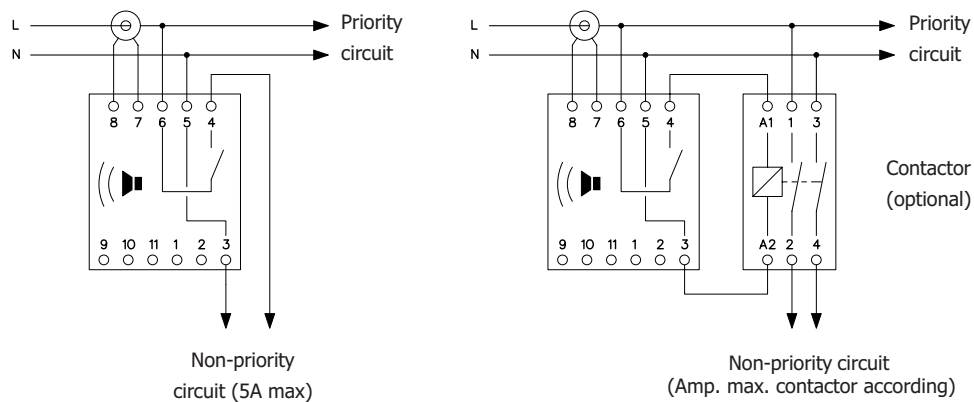 L Priority
N circuit
8 7 6 5 4
9 10 11 1 2 3
Non-priority
circuit (5A max)
L Priority
N circuit
8 7 6 5 4 A1 1 3
Contactor
(optional)
9 10 11 1 2 3 A2 2 4
Non-priority circuit
(Amp. max. contactor according)